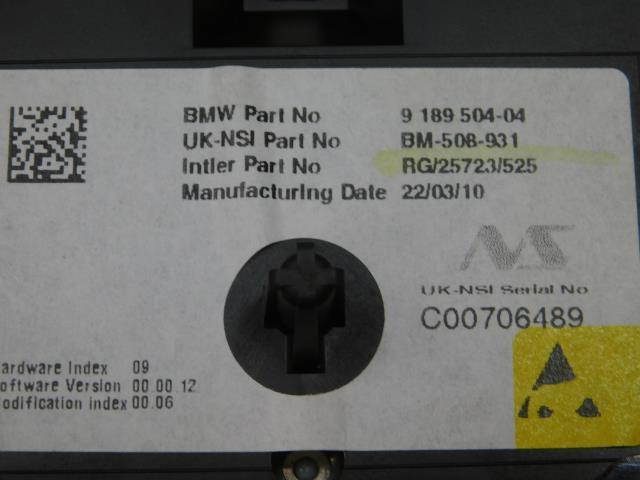 BMW Part No 9 189 504-04
UK-NSI Part No BM-508-931
Intier Part No RG/25723/525
Manufacturing Date 22/03/10
NS
UK-NSI Serial No
C00706489
ardware Index 09
oftware Version 00.00.12
odification index 00.06